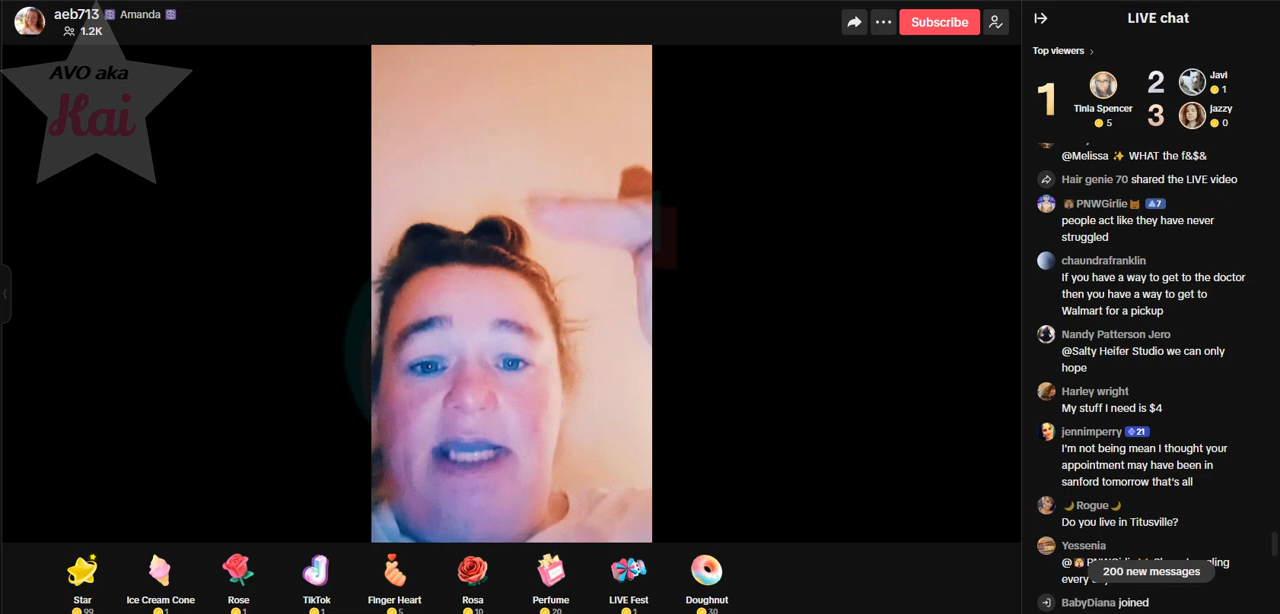 aeb713 Amanda
1.2K
AVO aka
Kai
Subscribe
LIVE chat
Top viewers
1
Tinia Spencer
5
2
Javi
1
3
jazzy
0
@Melissa ✨ WHAT the f&$&
Hair genie 70 shared the LIVE video
PNWGirlie 7
people act like they have never
struggled
chaundrafranklin
If you have a way to get to the doctor
then you have a way to get to
Walmart for a pickup
Nandy Patterson Jero
@Salty Heifer Studio we can only
hope
Harley wright
My stuff I need is $4
jennimperry 21
I'm not being mean I thought your
appointment may have been in
sanford tomorrow that's all
🌙Rogue🌙
Do you live in Titusville?
Yessenia
every
200 new messages
BabyDiana joined
Star
99
Ice Cream Cone
1
Rose
1
TikTok
1
Finger Heart
5
Rosa
10
Perfume
20
LIVE Fest
1
Doughnut
30